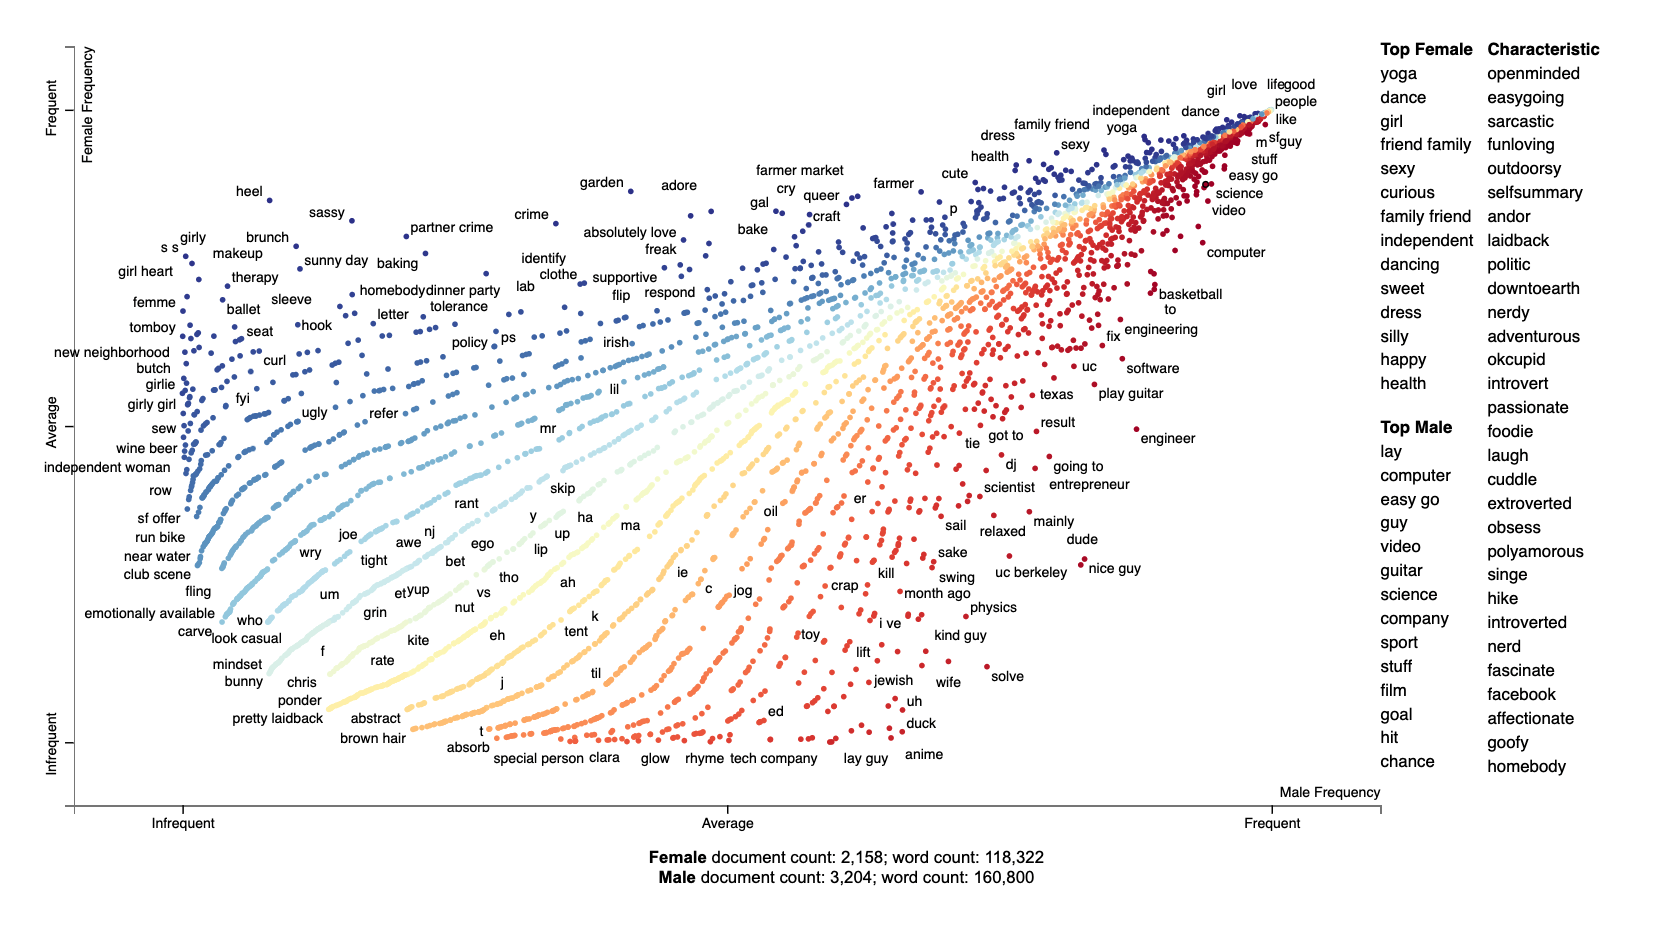 Top Female Characteristic
yoga openminded
dance easygoing
girl sarcastic
friend family funloving
sexy outdoorsy
curious selfsummary
family friend andor
independent laidback
dancing politic
sweet downtoearth
dress nerdy
silly adventurous
happy okcupid
health introvert
passionate
Top Male foodie
lay laugh
computer cuddle
easy go extroverted
guy obsess
video polyamorous
guitar singe
science hike
company introverted
sport nerd
stuff fascinate
film facebook
goal affectionate
hit goofy
chance homebody
Female Frequency
Frequent
Average
Infrequent
girl love lifegood
people
independent dance
like
family friend yoga
dress sexy
m sf guy
health stuff
farmer market easy go
garden adore cry queer farmer cute science
heel gal video
sassy crime craft p
partner crime absolutely love bake
s s girly brunch freak computer
makeup sunny day baking identify
girl heart therapy clothe supportive
lab flip respond
femme ballet sleeve homebody dinner party basketball
letter tolerance to
tomboy seat hook engineering
policy ps irish fix
new neighborhood curl
butch uc software
girlie lil texas play guitar
girly girl fyi ugly refer
sew mr result
tie got to engineer
wine beer
independent woman dj going to
row skip scientist entrepreneur
rant er
sf offer y ha ma oil sail relaxed mainly
run bike joe nj up
near water wry awe ego lip sake dude
club scene tight bet swing uc berkeley nice guy
tho ah ie kill
fling um et yup vs c jog crap month ago
emotionally available who grin nut k physics
carve look casual tent toy i ve kind guy
f kite eh lift
mindset rate
bunny chris j til jewish wife solve
ponder uh
pretty laidback abstract ed duck
brown hair t
absorb
special person clara glow rhyme tech company lay guy anime
Male Frequency
Infrequent Average Frequent
Female document count: 2,158; word count: 118,322
Male document count: 3,204; word count: 160,800